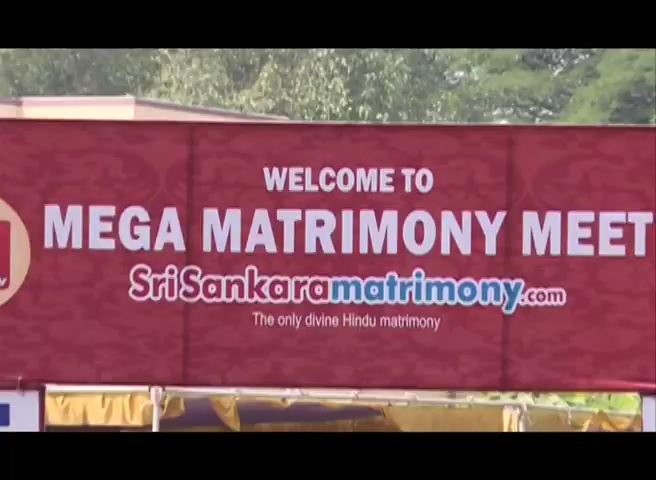 WELCOME TO
MEGA MATRIMONY MEET
SriSankaramatrimony.com
The only divine Hindu matrimony